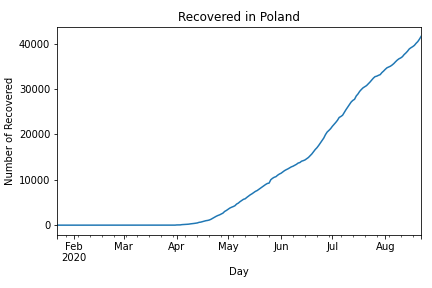 Recovered in Poland
Number of Recovered
40000
30000
20000
10000
0
Feb Mar Apr May Jun Jul Aug
2020
Day